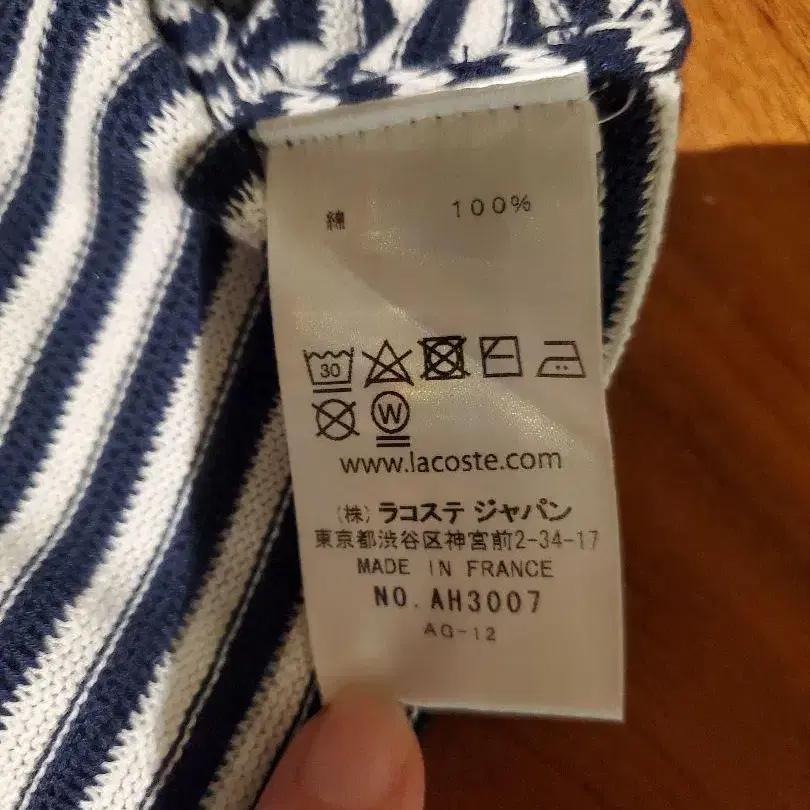 綿 100%
30
W
www.lacoste.com
(株) ラコステ ジャパン
東京都渋谷区神宮前2-34-17
MADE IN FRANCE
NO. AH3007
AG-12